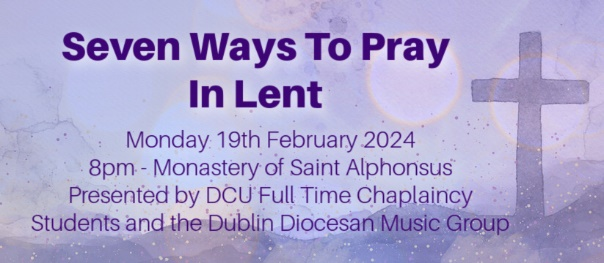 Seven Ways To Pray
In Lent
Monday 19th February 2024
8pm - Monastery of Saint Alphonsus
Presented by DCU Full Time Chaplaincy
Students and the Dublin Diocesan Music Group